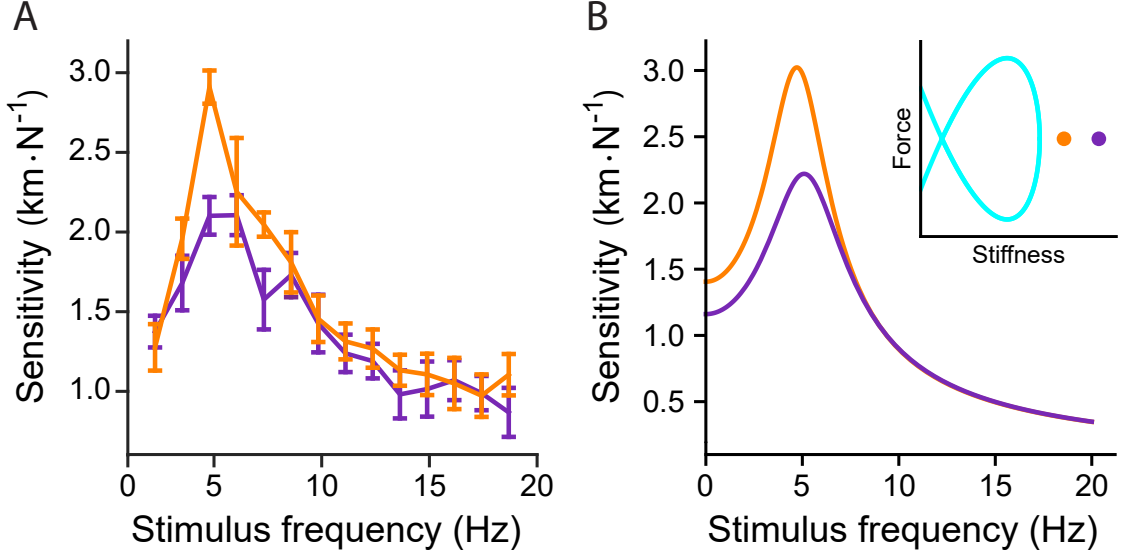 A
Sensitivity (km·N⁻¹)
3.0
2.5
2.0
1.5
1.0
0
5
10
15
20
Stimulus frequency (Hz)
B
Sensitivity (km·N⁻¹)
3.0
2.5
2.0
1.5
1.0
0.5
0
5
10
15
20
Stimulus frequency (Hz)
Force
Stiffness